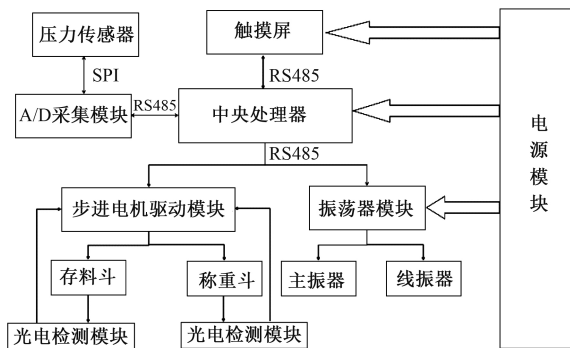 压力传感器
触摸屏
SPI
RS485
A/D采集模块
RS485
中央处理器
电源模块
RS485
步进电机驱动模块
振荡器模块
存料斗
称重斗
主振器
线振器
光电检测模块
光电检测模块